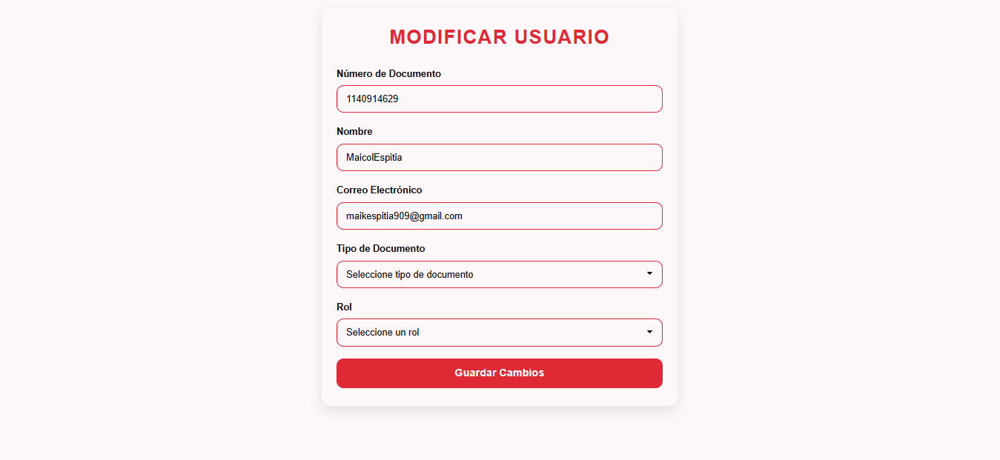 MODIFICAR USUARIO
Número de Documento
1140914629
Nombre
MaicolEspitia
Correo Electrónico
maikespitia909@gmail.com
Tipo de Documento
Seleccione tipo de documento
Rol
Seleccione un rol
Guardar Cambios